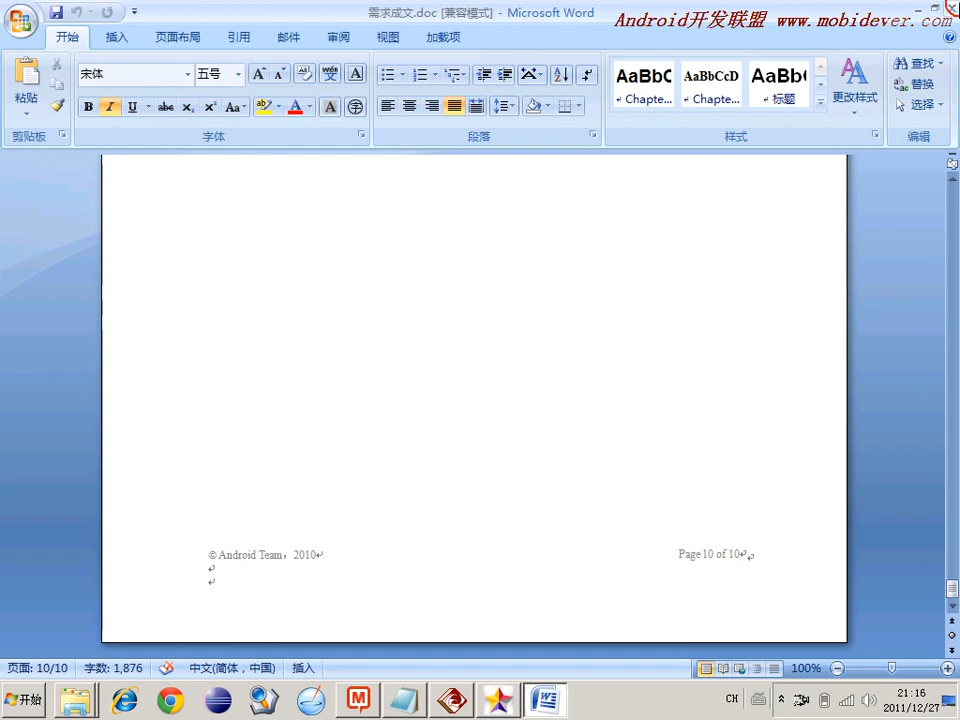 需求成文.doc [兼容模式] - Microsoft Word
Android开发联盟 www.mobidever.com
开始 插入 页面布局 引用 邮件 审阅 视图 加载项
宋体 五号
粘贴
B I U abc X₂ X² Aa A
AaBbC AaBbCcD AaBb
Chapte... Chapte... 标题
更改样式
查找
替换
选择
剪贴板 字体 段落 样式 编辑
© Android Team，2010 Page 10 of 10
页面: 10/10 字数: 1,876 中文(简体，中国) 插入 100%
开始 CH 21:16
2011/12/27